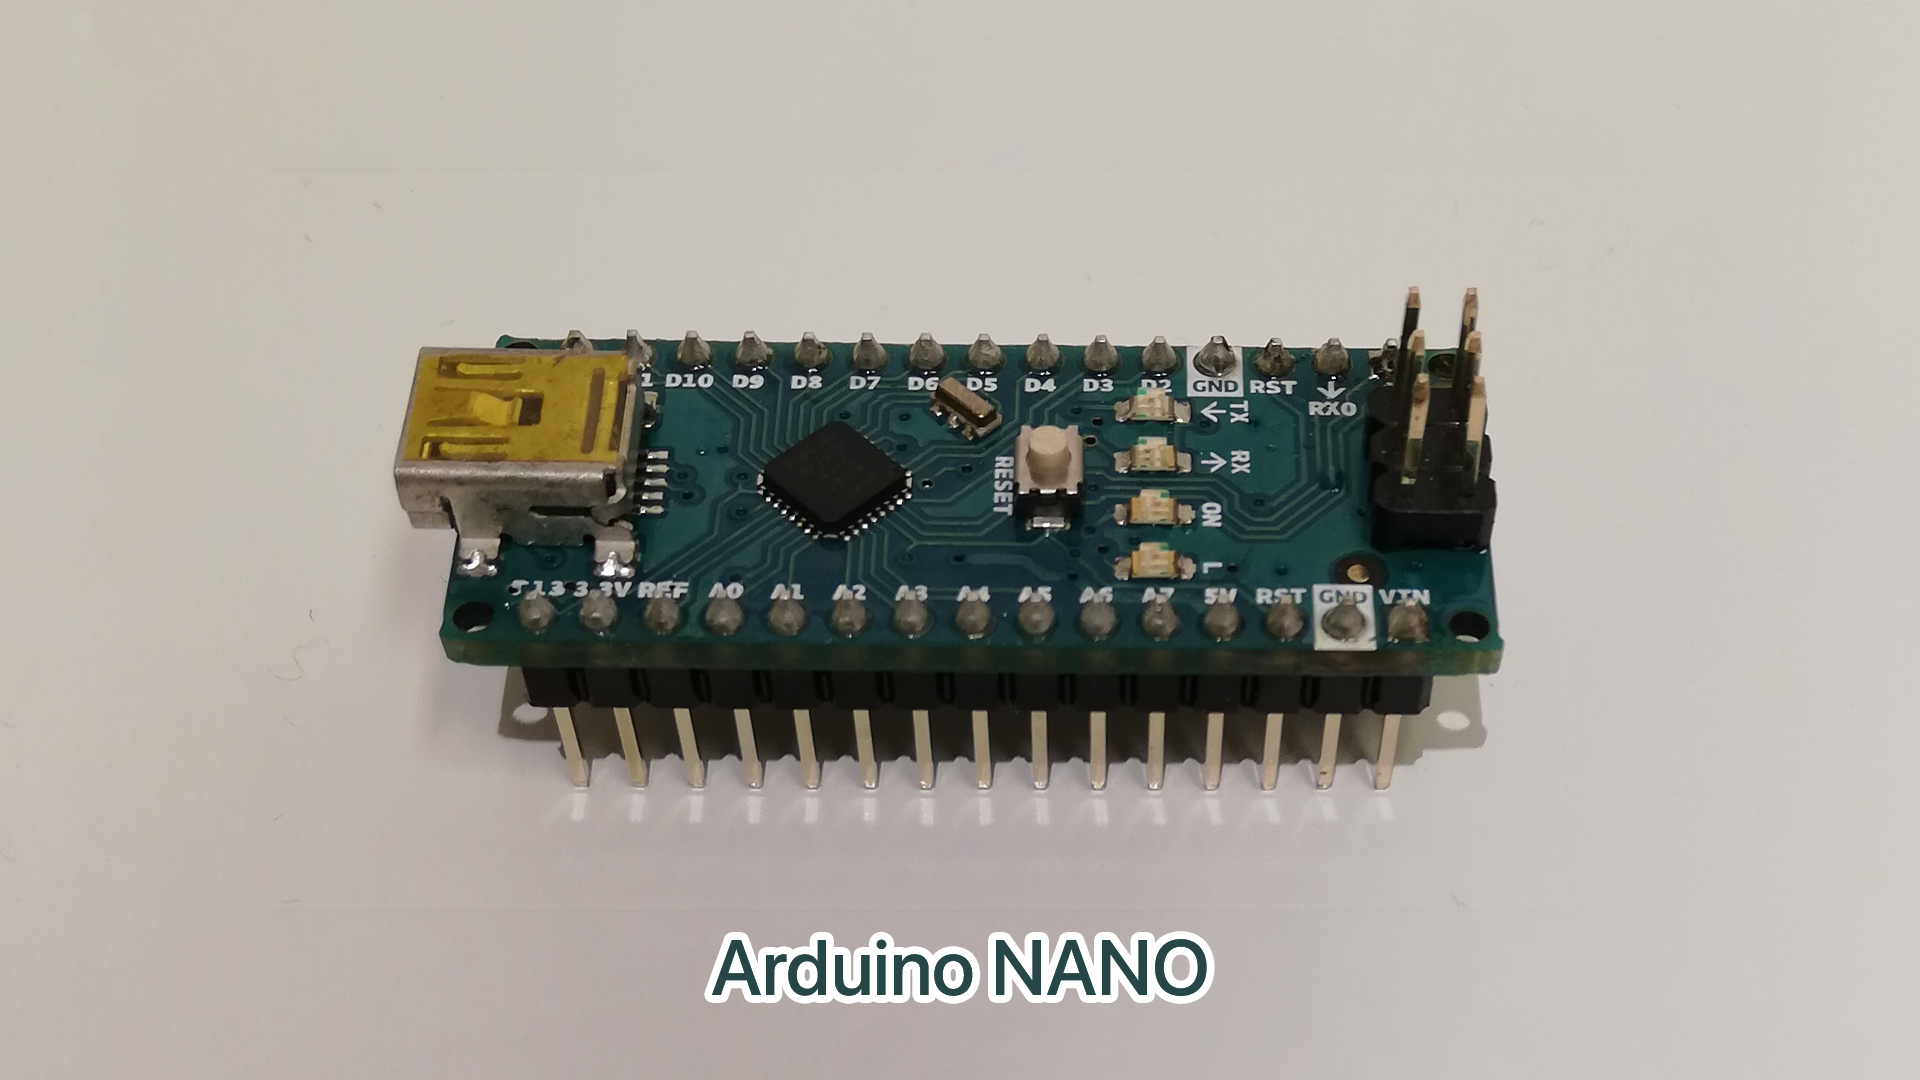 1 D10 D9 D8 D7 D6 D5 D4 D3 D2 GND RST RX0
TX
RX
RESET
ON
L
3.3V REF A0 A1 A2 A3 A4 A5 A6 A7 5V RST GND VIN
Arduino NANO